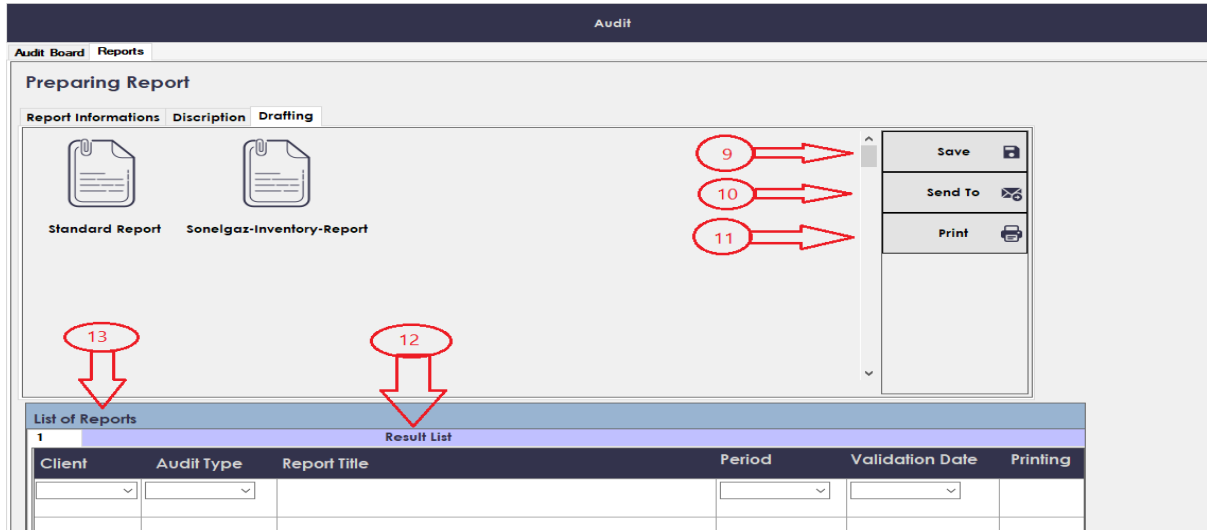 Audit
Audit Board Reports
Preparing Report
Report Informations Discription Drafting
9 Save
10 Send To
Standard Report Sonelgaz-Inventory-Report
11 Print
13 12
List of Reports
1 Result List
Client Audit Type Report Title Period Validation Date Printing